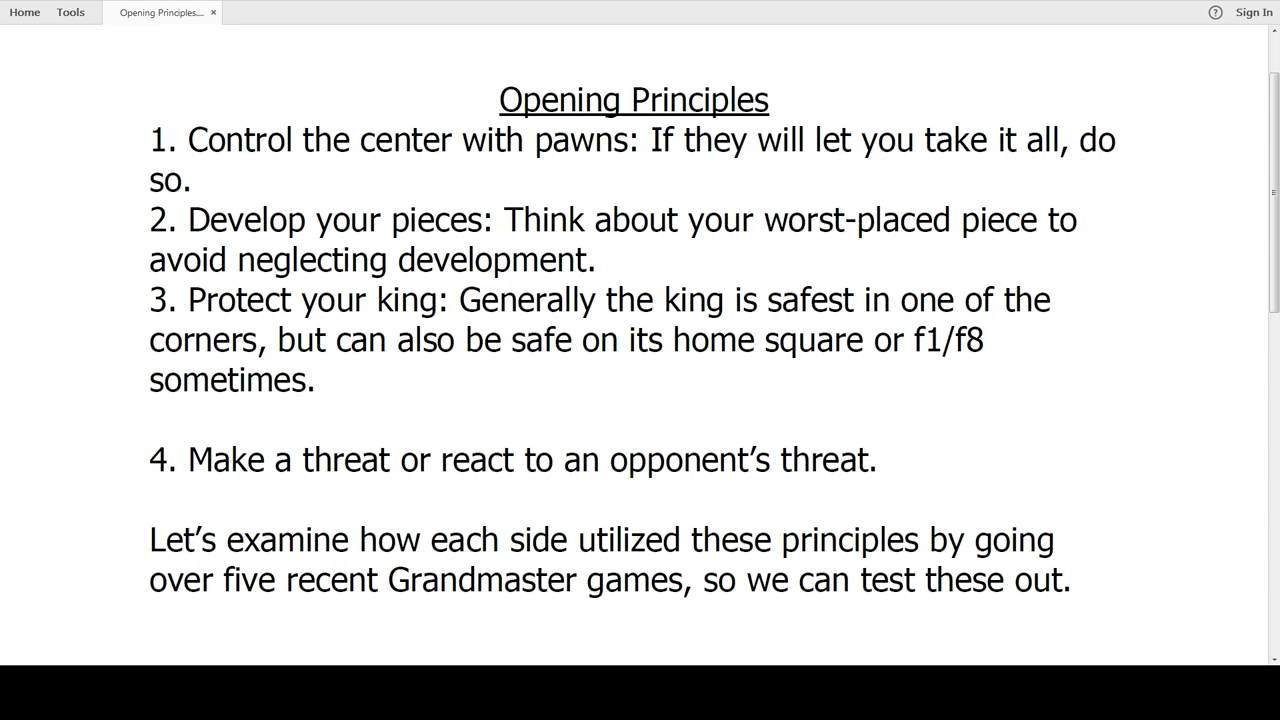 Home Tools Opening Principles.... × ? Sign In
Opening Principles
1. Control the center with pawns: If they will let you take it all, do
so.
2. Develop your pieces: Think about your worst-placed piece to
avoid neglecting development.
3. Protect your king: Generally the king is safest in one of the
corners, but can also be safe on its home square or f1/f8
sometimes.
4. Make a threat or react to an opponent’s threat.
Let’s examine how each side utilized these principles by going
over five recent Grandmaster games, so we can test these out.